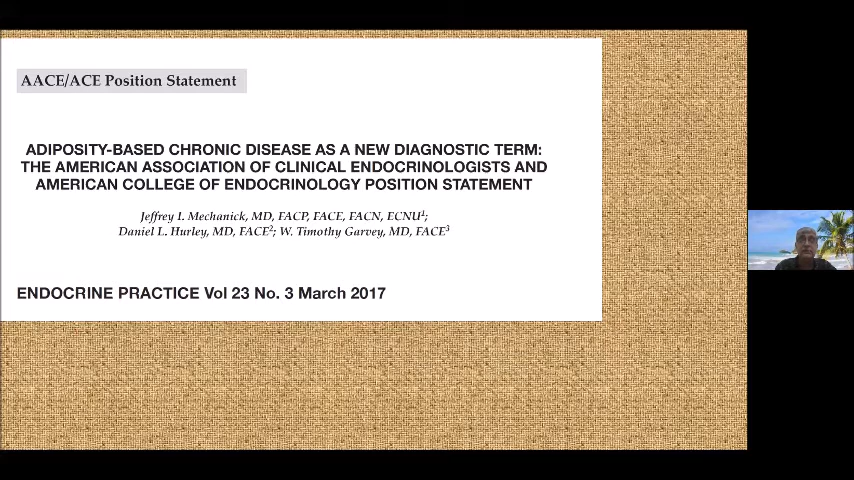 AACE/ACE Position Statement
ADIPOSITY-BASED CHRONIC DISEASE AS A NEW DIAGNOSTIC TERM:
THE AMERICAN ASSOCIATION OF CLINICAL ENDOCRINOLOGISTS AND
AMERICAN COLLEGE OF ENDOCRINOLOGY POSITION STATEMENT
Jeffrey I. Mechanick, MD, FACP, FACE, FACN, ECNU¹;
Daniel L. Hurley, MD, FACE²; W. Timothy Garvey, MD, FACE³
ENDOCRINE PRACTICE Vol 23 No. 3 March 2017